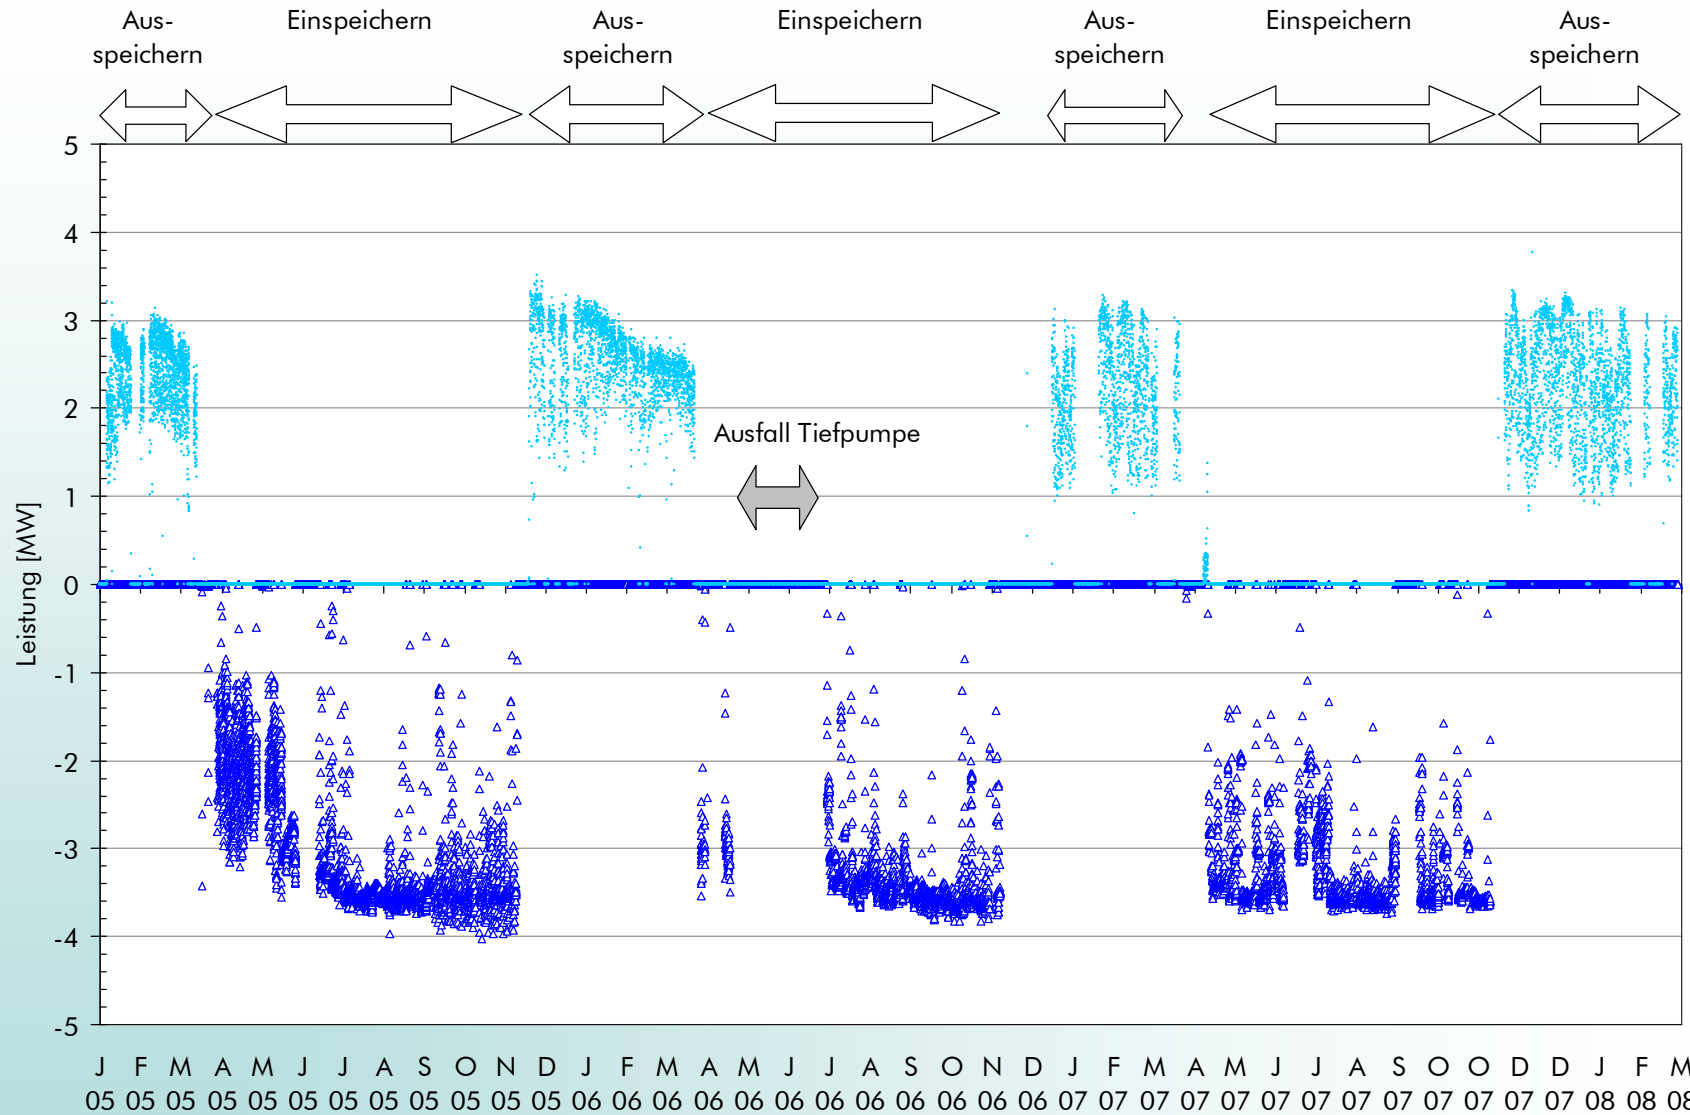 Aus-
speichern
Einspeichern
Aus-
speichern
Einspeichern
Aus-
speichern
Einspeichern
Aus-
speichern
5
4
3
2
1
0
-1
-2
-3
-4
-5
Leistung [MW]
Ausfall Tiefpumpe
J F M A M J J A S O N D J F M A M J J A S O N D J F M A M J J A O O D D J F M
05 05 05 05 05 05 05 05 05 05 05 05 06 06 06 06 06 06 06 06 06 06 06 06 07 07 07 07 07 07 07 07 07 07 07 07 07 08 08 08